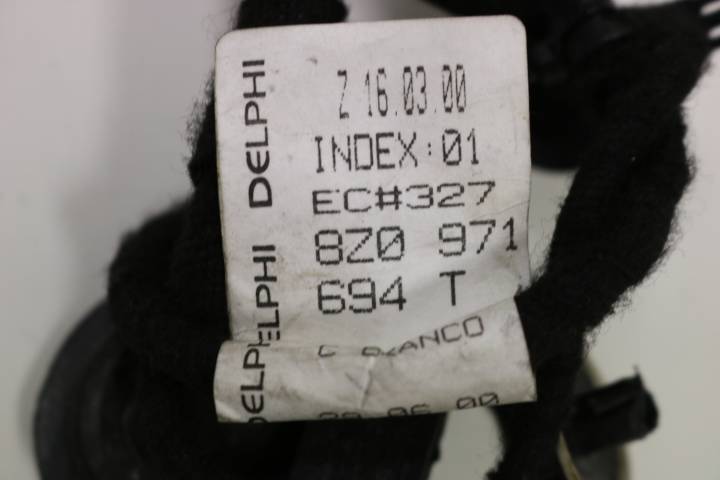 DELPHI
DELPHI
DELPHI
Z 16.03.00
INDEX:01
EC#327
8Z0 971
694 T